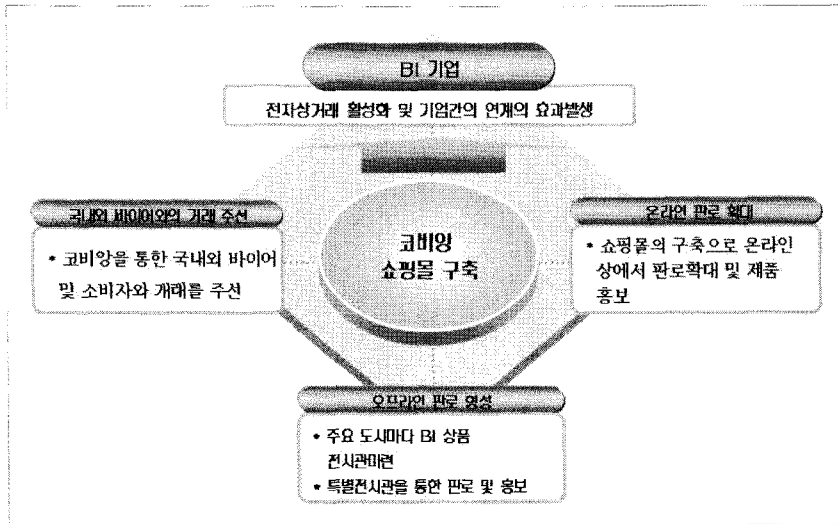 BI 기업
전자상거래 활성화 및 기업간의 연계의 효과발생
국내외 바이어와의 거래 주선
* 코비앙을 통한 국내외 바이어
및 소비자와 개태를 주선
코비앙
쇼핑몰 구축
온라인 판로 확대
* 쇼핑몰의 구축으로 온라인
상에서 판로확대 및 제품
홍보
오프라인 판로 형성
* 주요 도시마다 BI 상품
전시관마련
* 특별전시관을 통한 판로 및 홍보